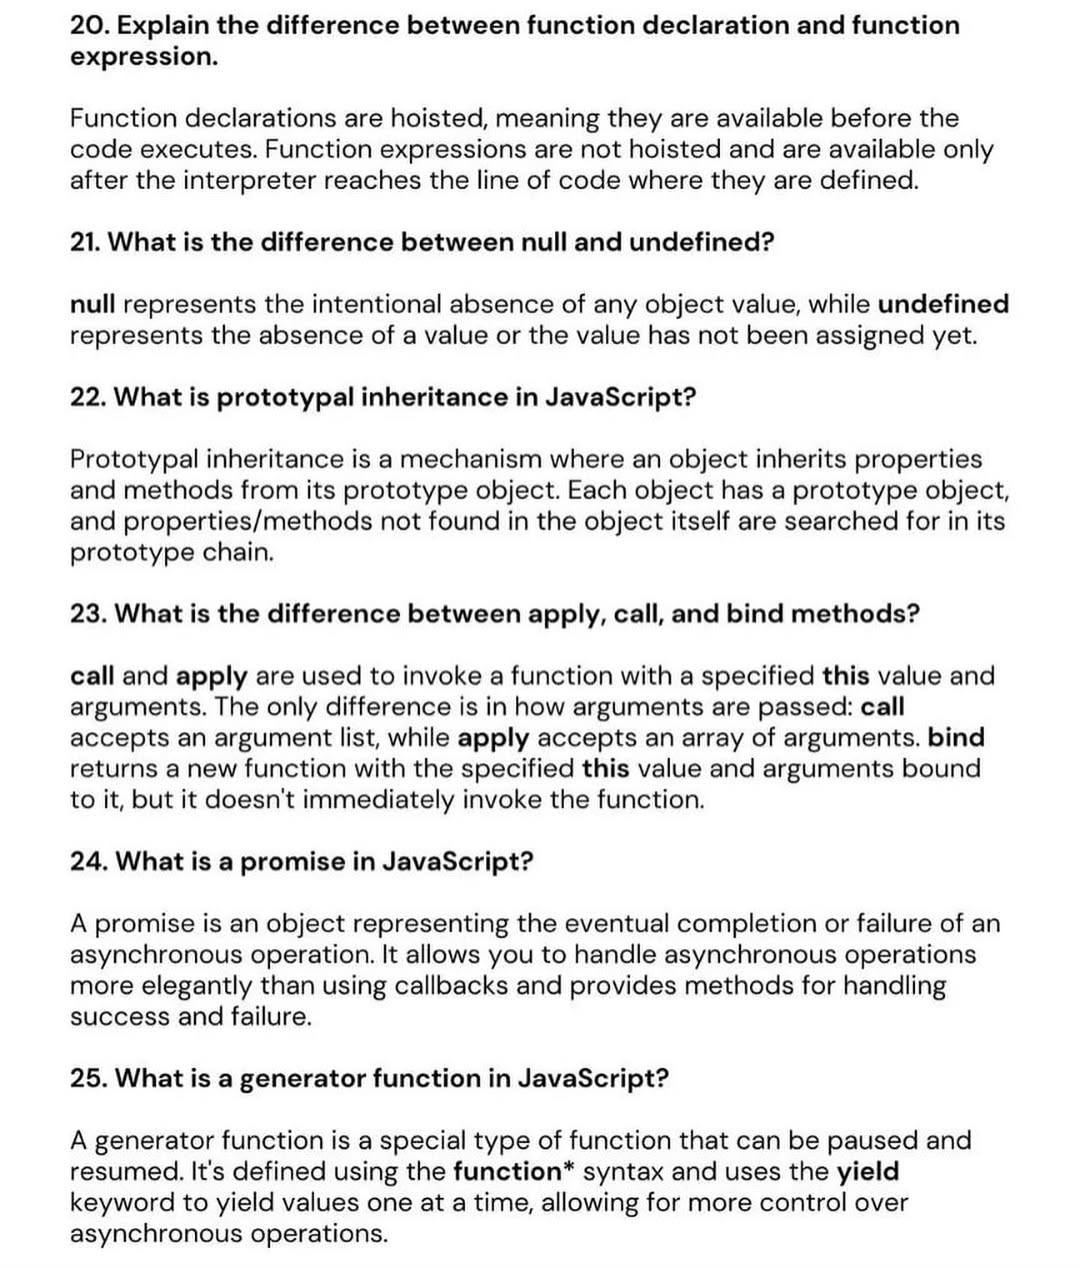 20. Explain the difference between function declaration and function
expression.
Function declarations are hoisted, meaning they are available before the
code executes. Function expressions are not hoisted and are available only
after the interpreter reaches the line of code where they are defined.
21. What is the difference between null and undefined?
null represents the intentional absence of any object value, while undefined
represents the absence of a value or the value has not been assigned yet.
22. What is prototypal inheritance in JavaScript?
Prototypal inheritance is a mechanism where an object inherits properties
and methods from its prototype object. Each object has a prototype object,
and properties/methods not found in the object itself are searched for in its
prototype chain.
23. What is the difference between apply, call, and bind methods?
call and apply are used to invoke a function with a specified this value and
arguments. The only difference is in how arguments are passed: call
accepts an argument list, while apply accepts an array of arguments. bind
returns a new function with the specified this value and arguments bound
to it, but it doesn't immediately invoke the function.
24. What is a promise in JavaScript?
A promise is an object representing the eventual completion or failure of an
asynchronous operation. It allows you to handle asynchronous operations
more elegantly than using callbacks and provides methods for handling
success and failure.
25. What is a generator function in JavaScript?
A generator function is a special type of function that can be paused and
resumed. It's defined using the function* syntax and uses the yield
keyword to yield values one at a time, allowing for more control over
asynchronous operations.